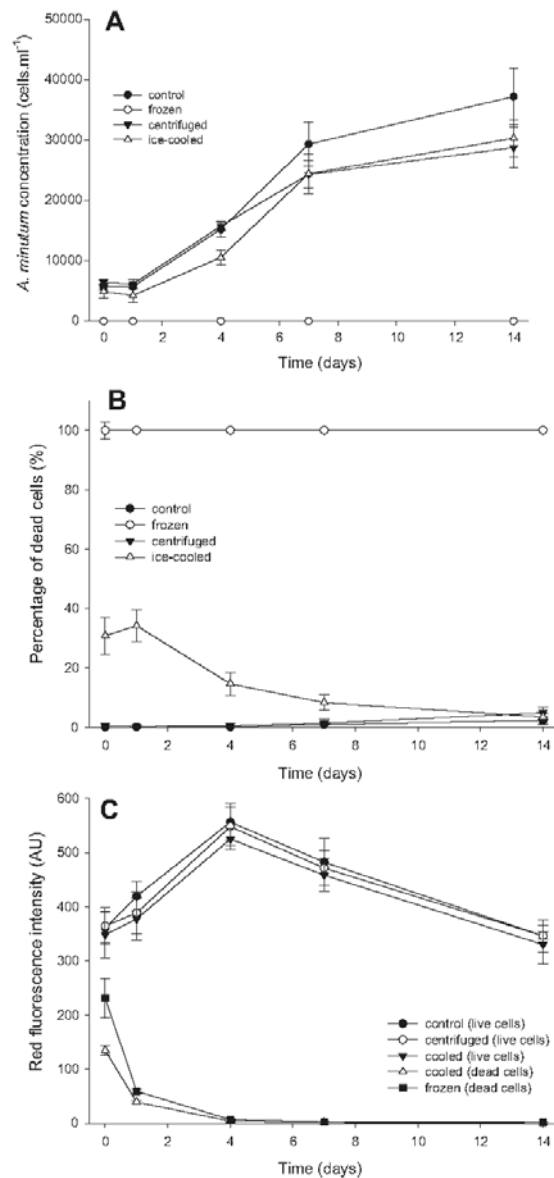 A
50000
40000
30000
20000
10000
0
A. minutum concentration (cells.ml-1)
control
frozen
centrifuged
ice-cooled
0 2 4 6 8 10 12 14
Time (days)
B
100
80
60
40
20
0
Percentage of dead cells (%)
control
frozen
centrifuged
ice-cooled
0 2 4 6 8 10 12 14
Time (days)
C
600
500
400
300
200
100
0
Red fluorescence intensity (AU)
control (live cells)
centrifuged (live cells)
cooled (live cells)
cooled (dead cells)
frozen (dead cells)
0 2 4 6 8 10 12 14
Time (days)